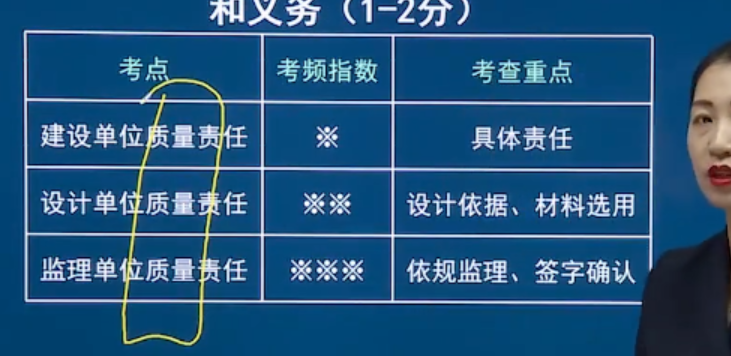 和义务（1-2分）
考点 考频指数 考查重点
建设单位质量责任 ※ 具体责任
设计单位质量责任 ※※ 设计依据、材料选用
监理单位质量责任 ※※※ 依规监理、签字确认